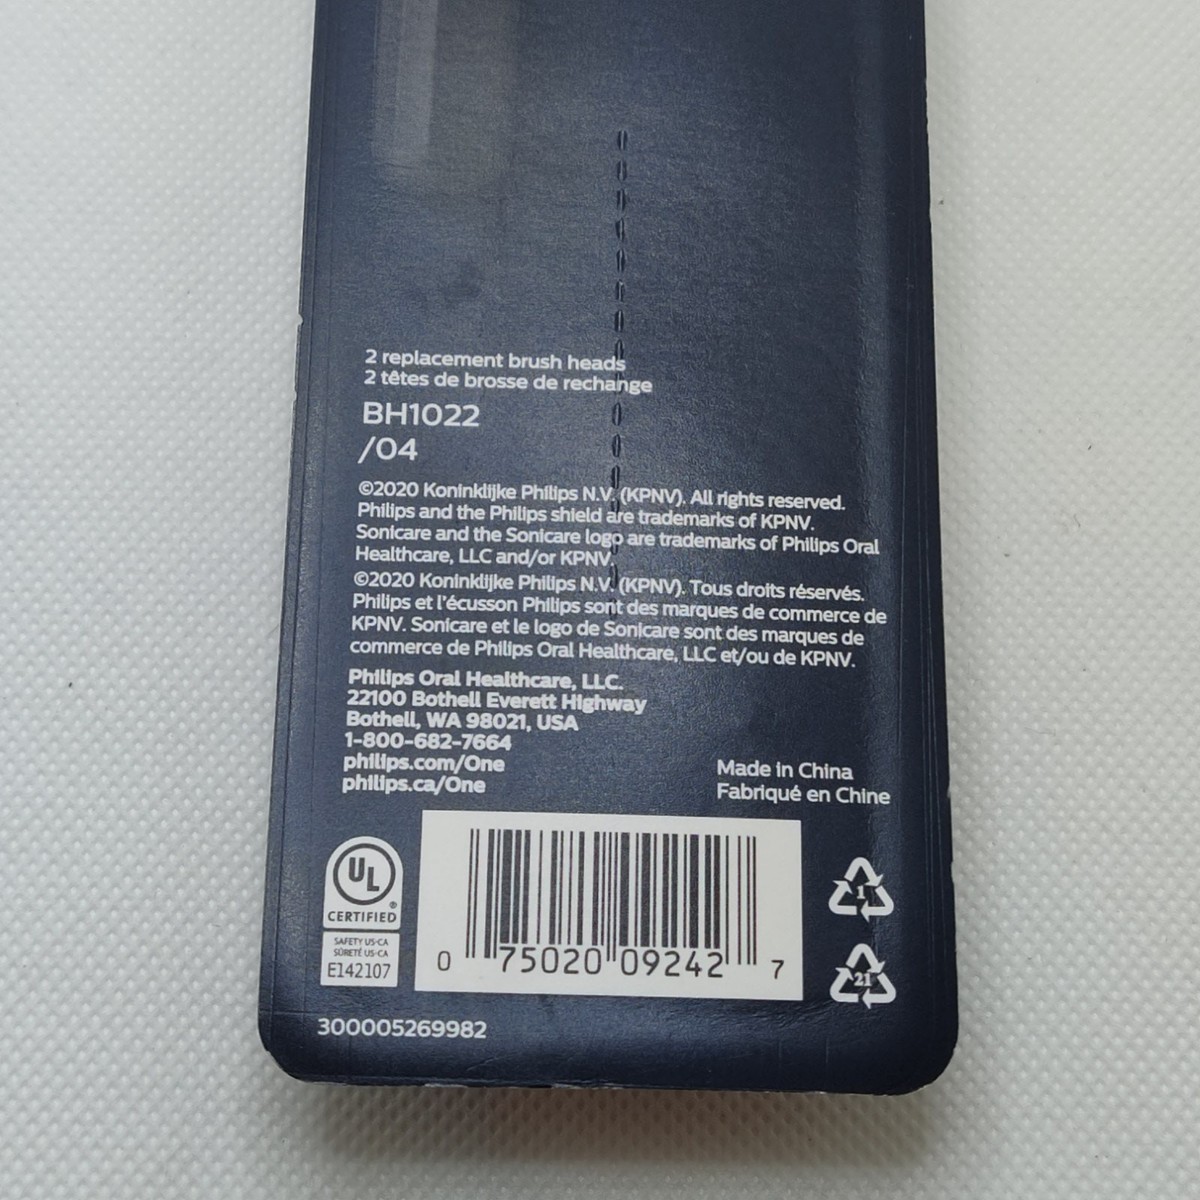 2 replacement brush heads
2 têtes de brosse de rechange
BH1022
/04
©2020 Koninklijke Philips N.V. (KPNV). All rights reserved.
Philips and the Philips shield are trademarks of KPNV.
Sonicare and the Sonicare logo are trademarks of Philips Oral
Healthcare, LLC and/or KPNV.
©2020 Koninklijke Philips N.V. (KPNV). Tous droits réservés.
Philips et l'écusson Philips sont des marques de commerce de
KPNV. Sonicare et le logo de Sonicare sont des marques de
commerce de Philips Oral Healthcare, LLC et/ou de KPNV.
Philips Oral Healthcare, LLC.
22100 Bothell Everett Highway
Bothell, WA 98021, USA
1-800-682-7664
philips.com/One
philips.ca/One
Made in China
Fabriqué en Chine
UL
®
CERTIFIED
SAFETY US-CA
SÛRETÉ US-CA
E142107
0 75020 09242 7
1
21
300005269982